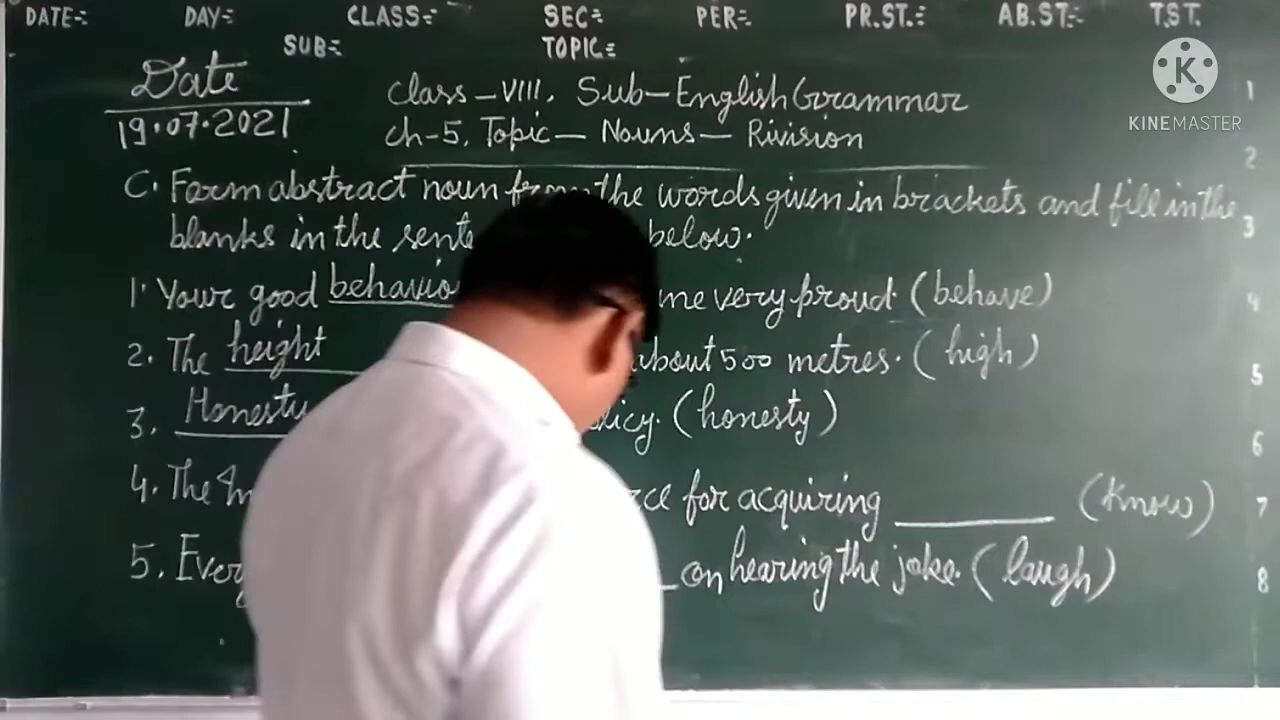 DATE:- DAY:- CLASS:- SEC:- PER:- PR.ST.:- AB.ST:- T.ST.
SUB:- TOPIC:-
Date
19.07.2021
Class-VIII. Sub-English Grammar
Ch-5. Topic- Nouns- Rivision
C. Form abstract noun from the words given in brackets and fill in the
blanks in the below.
1. Your good me very proud. (behave)
2. The height about 500 metres. (high)
3. Honesty (honesty)
4. The for acquiring ________ (Know)
5. on hearing the joke. (laugh)
K
KINEMASTER
1
2
3
4
5
6
7
8